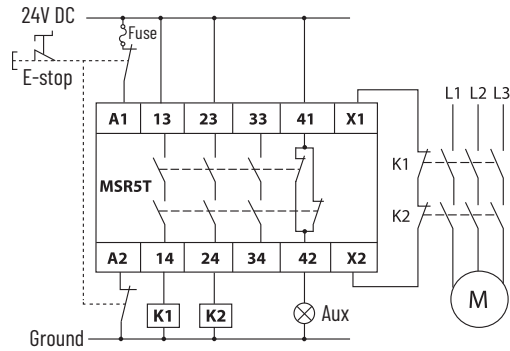 24V DC
Fuse
E-stop
L1 L2 L3
A1 13 23 33 41 X1
K1
MSR5T
K2
A2 14 24 34 42 X2
M
K1 K2 Aux
Ground